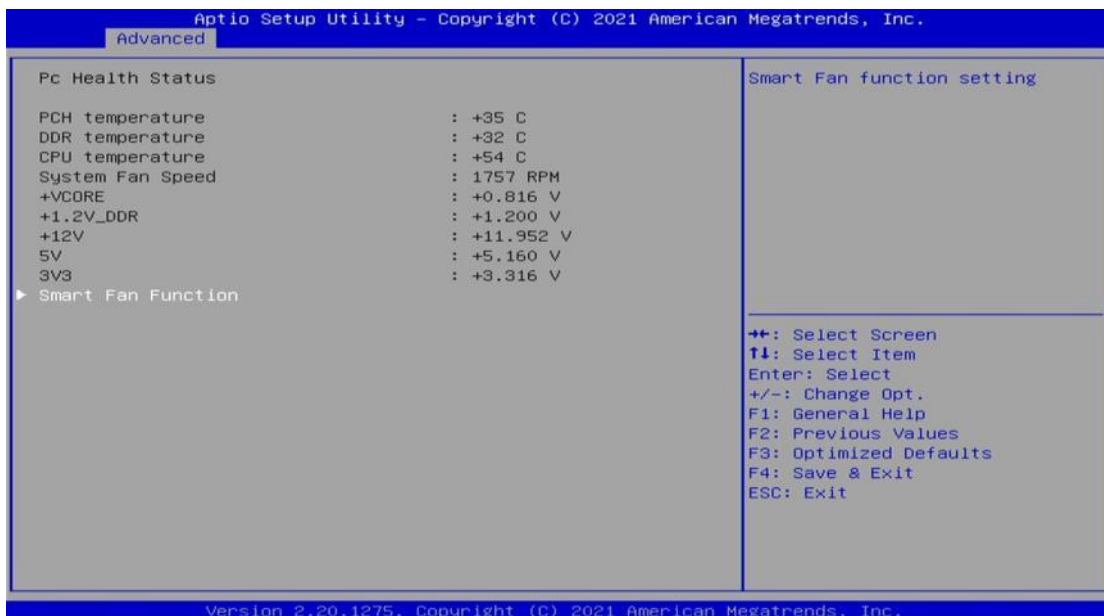 Aptio Setup Utility – Copyright (C) 2021 American Megatrends, Inc.
Advanced
Pc Health Status
PCH temperature : +35 C
DDR temperature : +32 C
CPU temperature : +54 C
System Fan Speed : 1757 RPM
+VCORE : +0.816 V
+1.2V_DDR : +1.200 V
+12V : +11.952 V
5V : +5.160 V
3V3 : +3.316 V
▶ Smart Fan Function
Smart Fan function setting
→←: Select Screen
↑↓: Select Item
Enter: Select
+/-: Change Opt.
F1: General Help
F2: Previous Values
F3: Optimized Defaults
F4: Save & Exit
ESC: Exit
Version 2.20.1275. Copyright (C) 2021 American Megatrends, Inc.